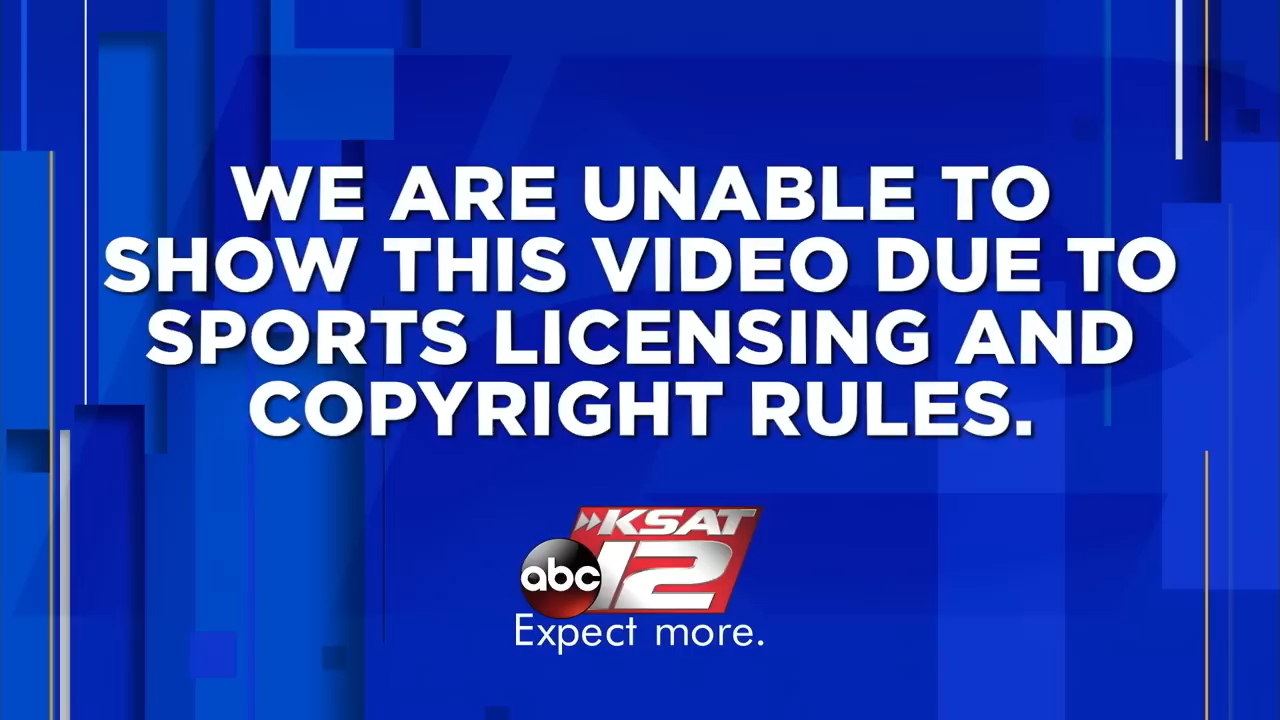 WE ARE UNABLE TO
SHOW THIS VIDEO DUE TO
SPORTS LICENSING AND
COPYRIGHT RULES.
KSAT
abc 12
Expect more.